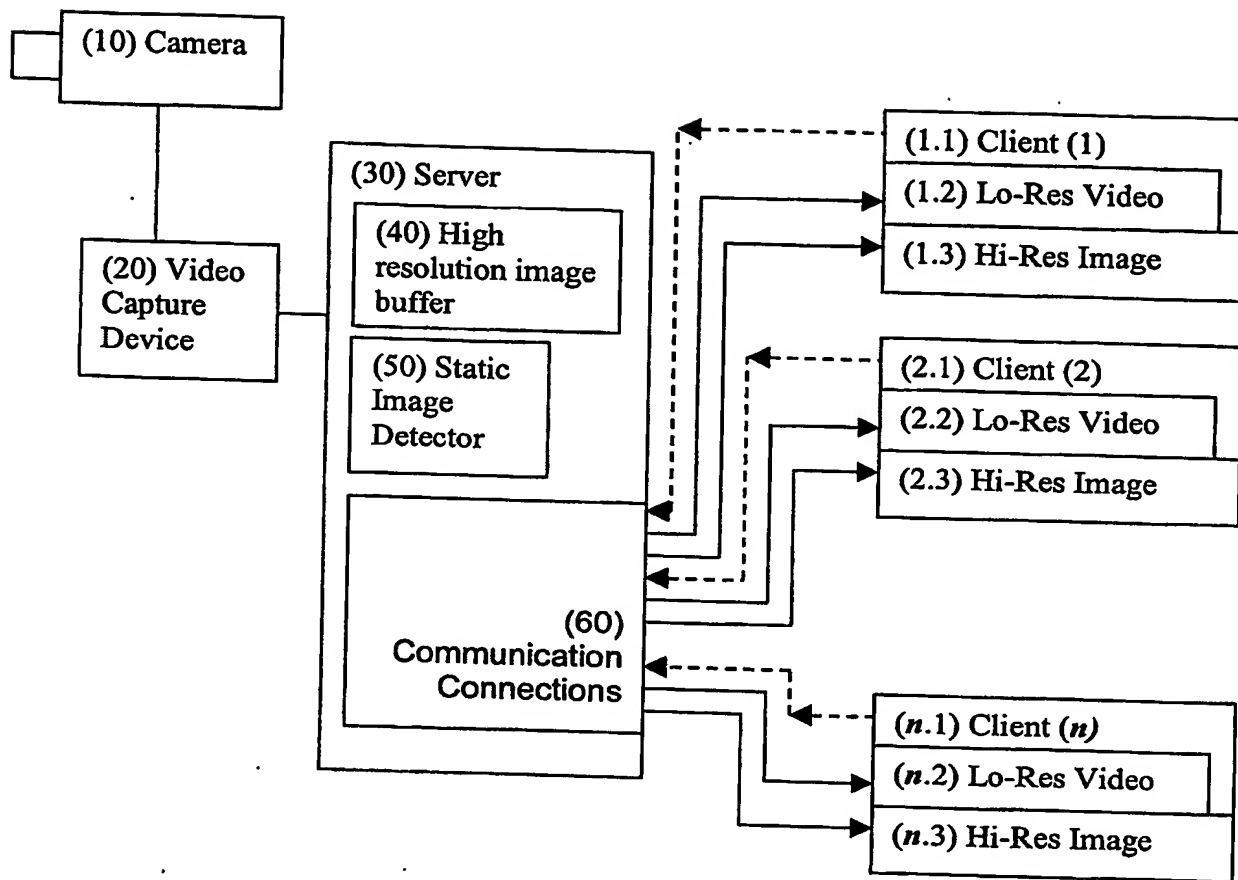 (10) Camera
(20) Video
Capture
Device
(30) Server
(40) High
resolution image
buffer
(50) Static
Image
Detector
(60)
Communication
Connections
(1.1) Client (1)
(1.2) Lo-Res Video
(1.3) Hi-Res Image
(2.1) Client (2)
(2.2) Lo-Res Video
(2.3) Hi-Res Image
(n.1) Client (n)
(n.2) Lo-Res Video
(n.3) Hi-Res Image